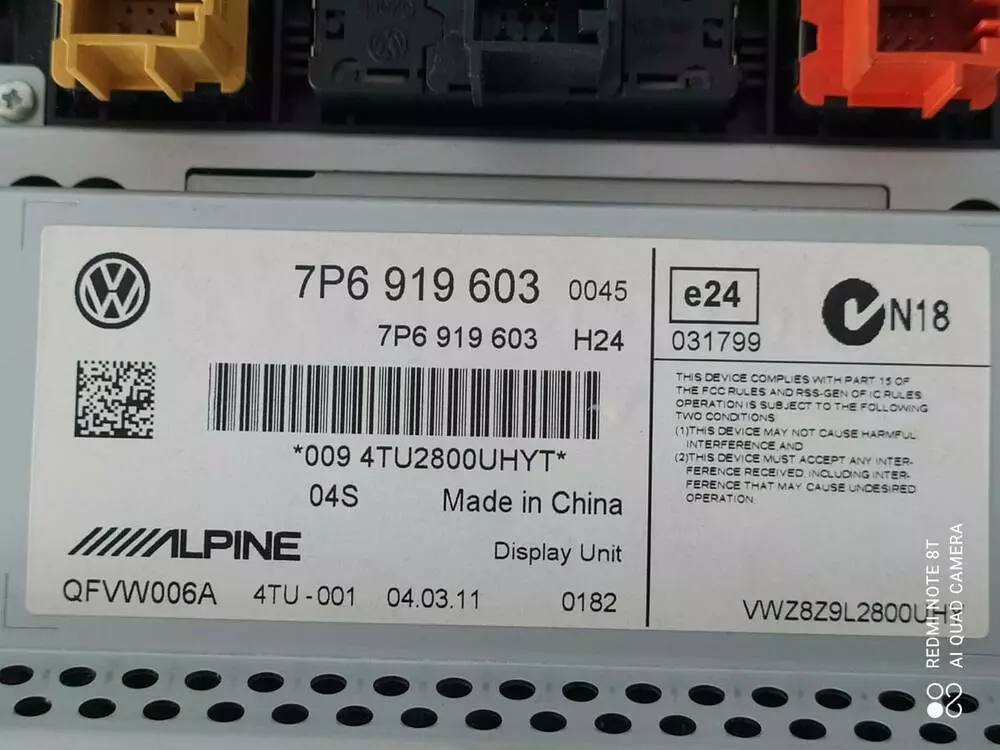 7P6 919 603 0045
7P6 919 603 H24
*009 4TU2800UHYT*
04S Made in China
ALPINE Display Unit
QFVW006A 4TU-001 04.03.11 0182
e24
031799
N18
THIS DEVICE COMPLIES WITH PART 15 OF
THE FCC RULES AND RSS-GEN OF IC RULES
OPERATION IS SUBJECT TO THE FOLLOWING
TWO CONDITIONS
(1)THIS DEVICE MAY NOT CAUSE HARMFUL
INTERFERENCE,AND
(2)THIS DEVICE MUST ACCEPT ANY INTER-
FERENCE RECEIVED, INCLUDING INTER-
FERENCE THAT MAY CAUSE UNDESIRED
OPERATION.
VWZ8Z9L2800UH
REDMI NOTE 8T
AI QUAD CAMERA